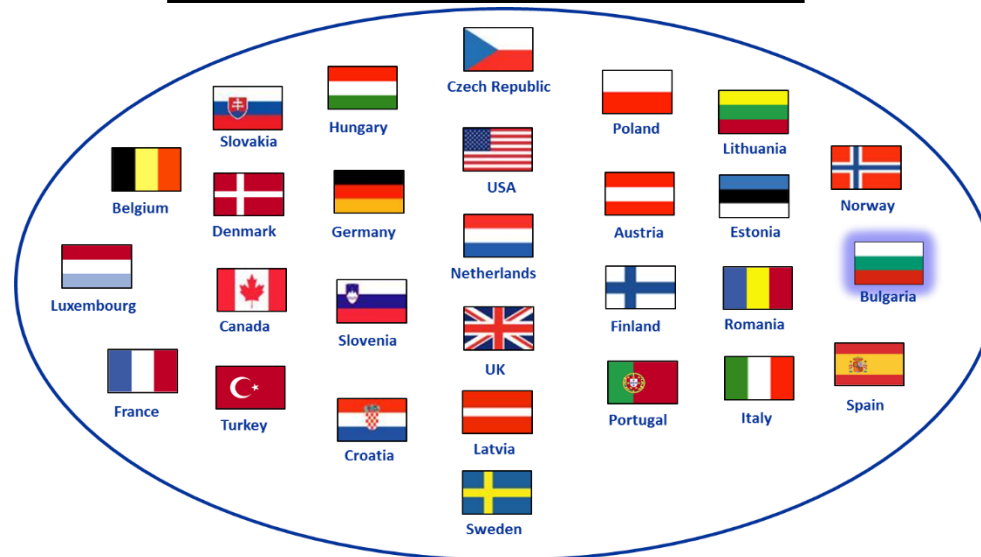 Czech Republic
Hungary
Poland
Slovakia
Lithuania
USA
Belgium
Norway
Denmark
Germany
Austria
Estonia
Netherlands
Luxembourg
Bulgaria
Canada
Finland
Romania
Slovenia
UK
France
Spain
Turkey
Portugal
Italy
Croatia
Latvia
Sweden